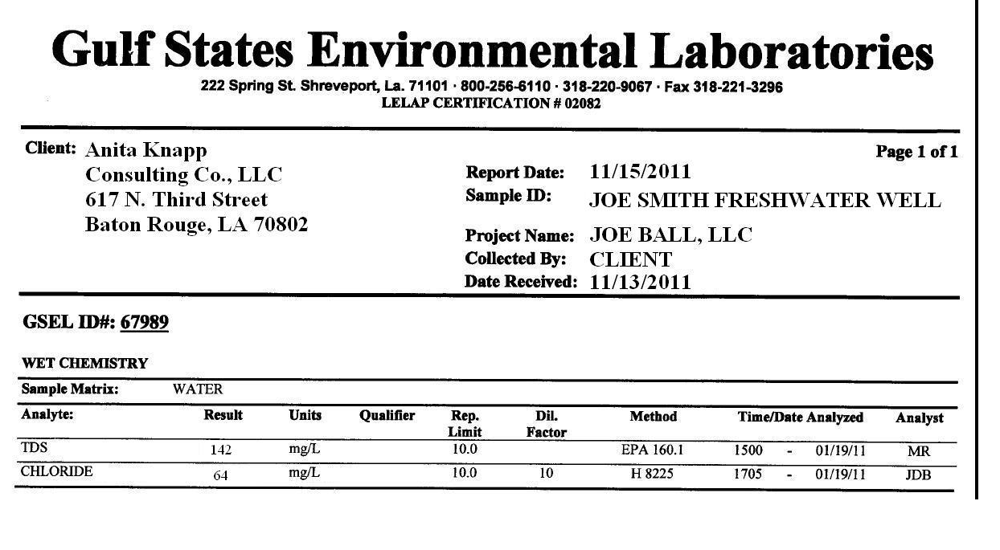 Gulf States Environmental Laboratories
222 Spring St. Shreveport, La. 71101 · 800-256-6110 · 318-220-9067 · Fax 318-221-3296
LELAP CERTIFICATION # 02082
Client: Anita Knapp
Consulting Co., LLC
617 N. Third Street
Baton Rouge, LA 70802
Page 1 of 1
Report Date: 11/15/2011
Sample ID: JOE SMITH FRESHWATER WELL
Project Name: JOE BALL, LLC
Collected By: CLIENT
Date Received: 11/13/2011
GSEL ID#: 67989
WET CHEMISTRY
Sample Matrix: WATER
Analyte: Result Units Qualifier Rep. Limit Dil. Factor Method Time/Date Analyzed Analyst
TDS 142 mg/L 10.0 EPA 160.1 1500 - 01/19/11 MR
CHLORIDE 64 mg/L 10.0 10 H 8225 1705 - 01/19/11 JDB